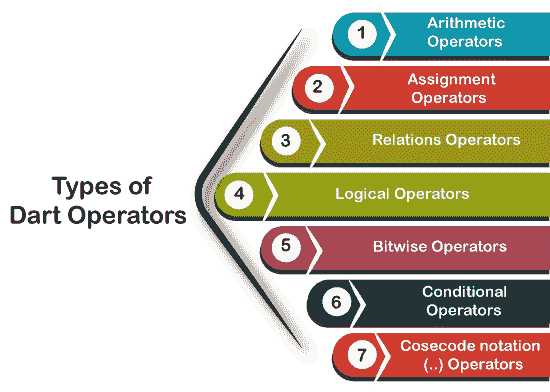 Types of
Dart Operators
1
Arithmetic
Operators
2
Assignment
Operators
3
Relations Operators
4
Logical Operators
5
Bitwise Operators
6
Conditional
Operators
7
Cosecode notation
(..) Operators